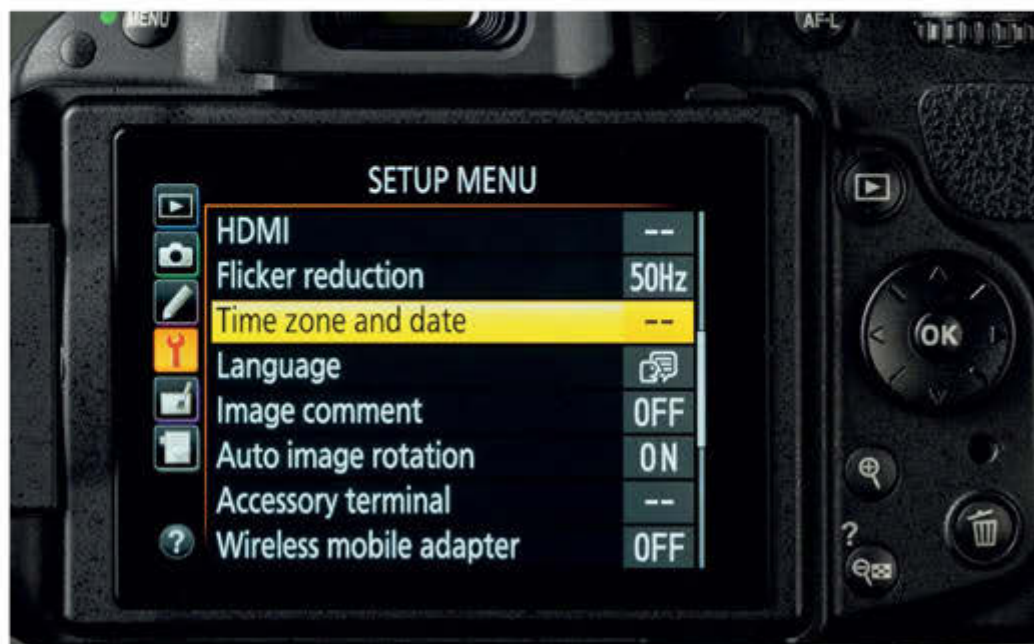 MENU
AF-L
SETUP MENU
HDMI --
Flicker reduction 50Hz
Time zone and date --
Language
Image comment OFF
Auto image rotation ON
Accessory terminal --
Wireless mobile adapter OFF
?
OK
?